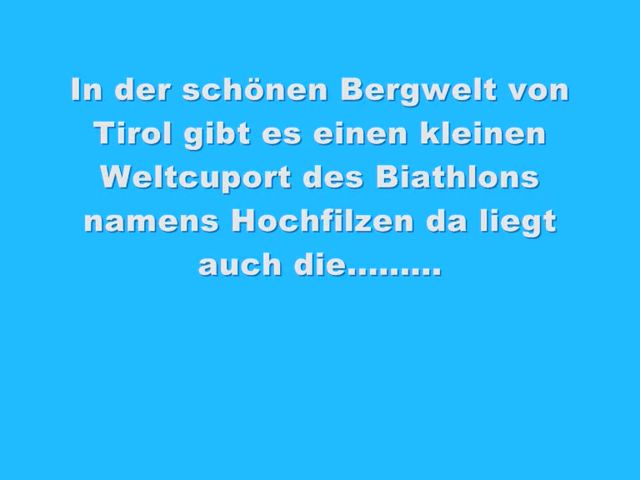 In der schönen Bergwelt von
Tirol gibt es einen kleinen
Weltcuport des Biathlons
namens Hochfilzen da liegt
auch die.........